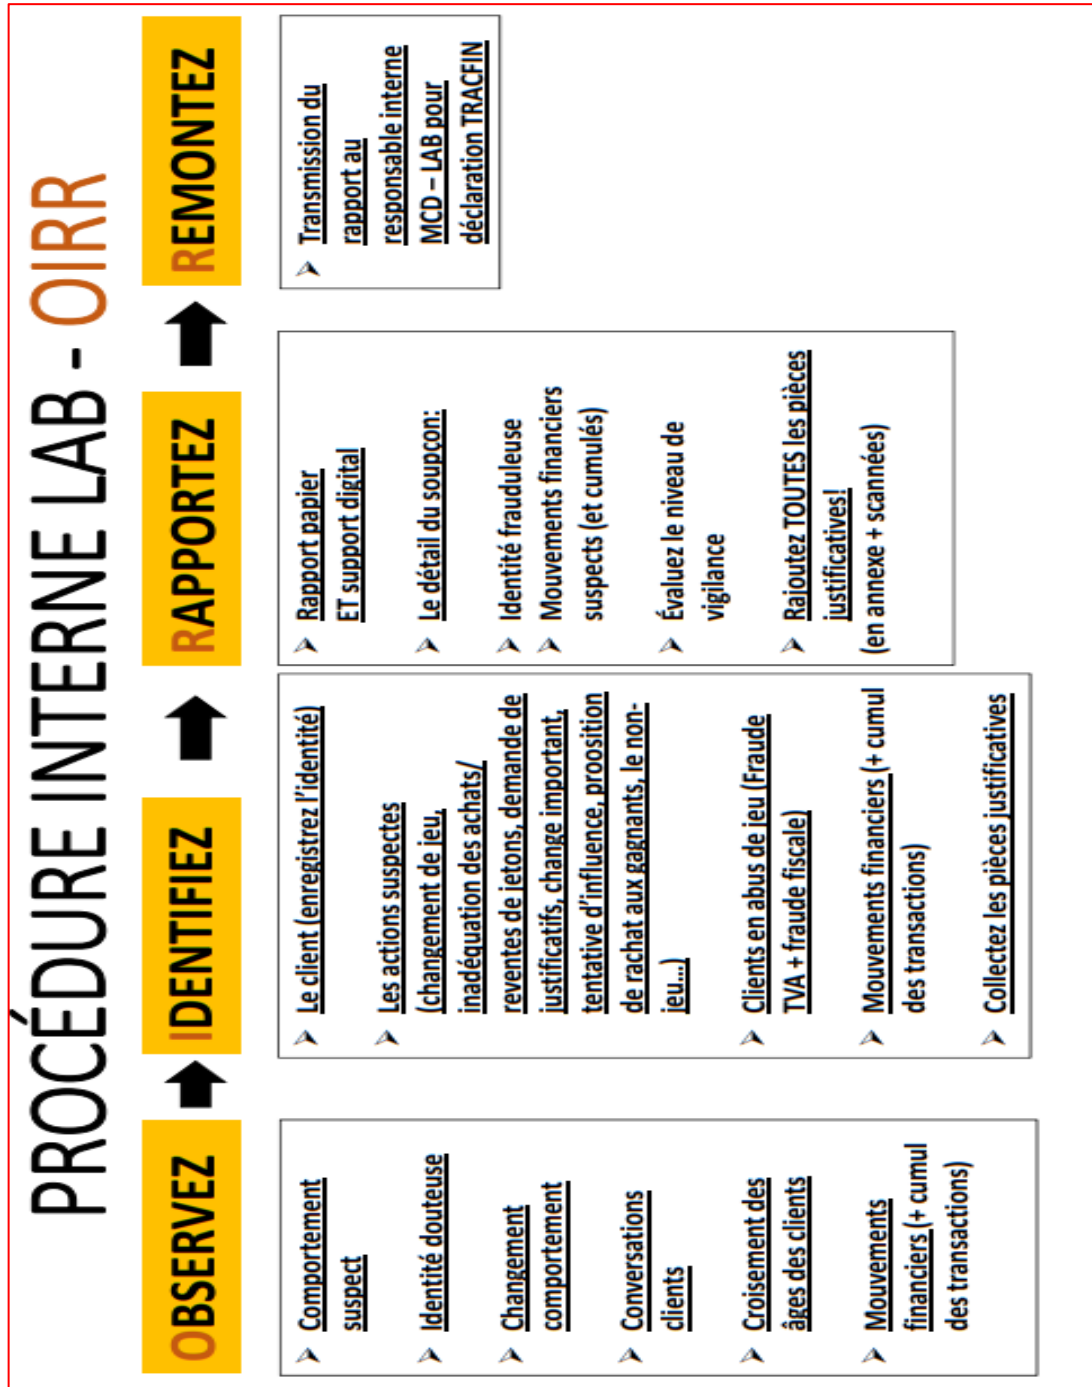 PROCÉDURE INTERNE LAB - OIRR
OBSERVEZ
➢ Comportement
suspect
➢ Identité douteuse
➢ Changement
comportement
➢ Conversations
clients
➢ Croisement des
âges des clients
➢ Mouvements
financiers (+ cumul
des transactions)
IDENTIFIEZ
➢ Le client (enregistrez l'identité)
➢ Les actions suspectes
(changement de jeu,
inadéquation des achats/
reventes de jetons, demande de
justificatifs, change important,
tentative d'influence, proosition
de rachat aux gagnants, le non-
jeu...)
➢ Clients en abus de jeu (Fraude
TVA + fraude fiscale)
➢ Mouvements financiers (+ cumul
des transactions)
➢ Collectez les pièces justificatives
RAPPORTEZ
➢ Rapport papier
ET support digital
➢ Le détail du soupçon:
➢ Identité frauduleuse
➢ Mouvements financiers
suspects (et cumulés)
➢ Évaluez le niveau de
vigilance
➢ Rajoutez TOUTES les pièces
justificatives!
(en annexe + scannées)
REMONTEZ
➢ Transmission du
rapport au
responsable interne
MCD – LAB pour
déclaration TRACFIN